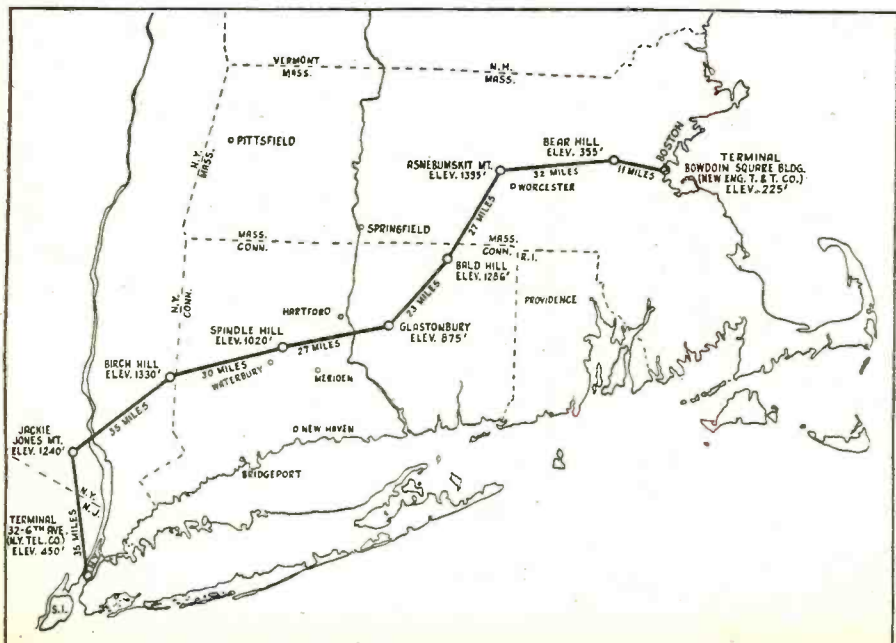 VERMONT
MASS.
N.H.
MASS.
PITTSFIELD
N.Y.
MASS.
BEAR HILL
ELEV. 355'
BOSTON
ASNEBUMSKIT MT.
ELEV. 1395'
32 MILES
11 MILES
TERMINAL
BOWDOIN SQUARE BLDG.
(NEW ENG. T. & T. CO.)
ELEV. 225'
WORCESTER
27 MILES
SPRINGFIELD
MASS.
CONN.
MASS.
CONN.
R.I.
BALD HILL
ELEV. 1286'
N.Y.
CONN.
HARTFORD
23 MILES
PROVIDENCE
SPINDLE HILL
ELEV. 1020'
GLASTONBURY
ELEV. 875'
27 MILES
BIRCH HILL
ELEV. 1330'
30 MILES
WATERBURY
MERIDEN
35 MILES
JACKIE
JONES MT.
ELEV. 1240'
NEW HAVEN
BRIDGEPORT
N.Y.
N.J.
TERMINAL
32-6TH AVE.
(N.Y. TEL. CO.)
ELEV. 450'
35 MILES
S.I.